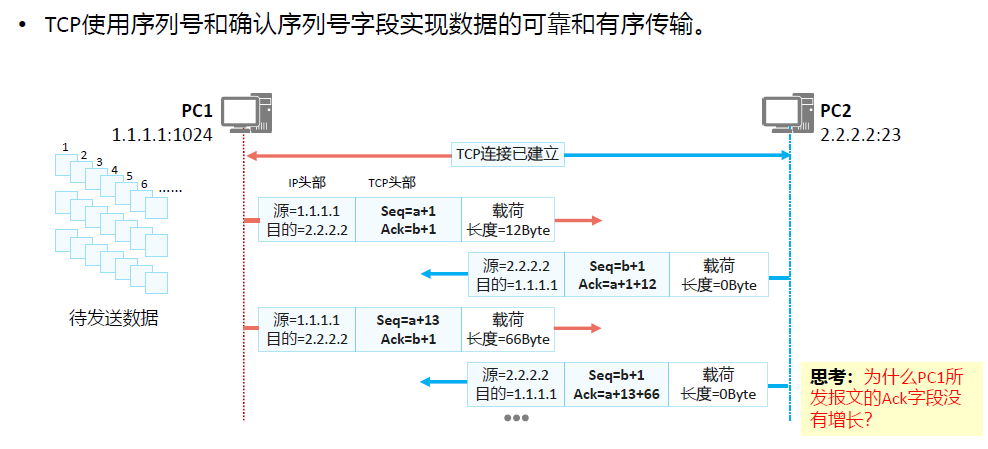 • TCP使用序列号和确认序列号字段实现数据的可靠和有序传输。
PC1
1.1.1.1:1024
PC2
2.2.2.2:23
1
2
3
4
5
6
......
待发送数据
TCP连接已建立
IP头部
TCP头部
源=1.1.1.1
目的=2.2.2.2
Seq=a+1
Ack=b+1
载荷
长度=12Byte
源=2.2.2.2
目的=1.1.1.1
Seq=b+1
Ack=a+1+12
载荷
长度=0Byte
源=1.1.1.1
目的=2.2.2.2
Seq=a+13
Ack=b+1
载荷
长度=66Byte
源=2.2.2.2
目的=1.1.1.1
Seq=b+1
Ack=a+13+66
载荷
长度=0Byte
思考：为什么PC1所
发报文的Ack字段没
有增长？